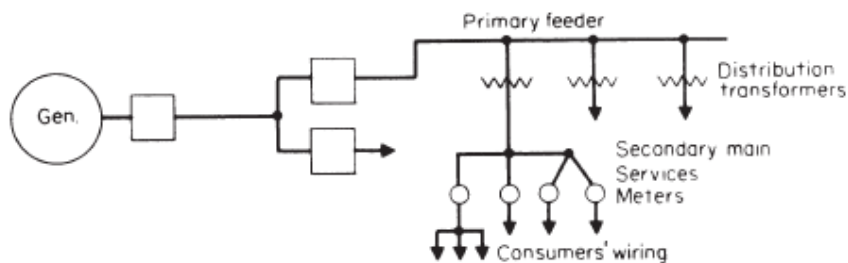 Primary feeder
Gen.
Distribution
transformers
Secondary main
Services
Meters
Consumers' wiring